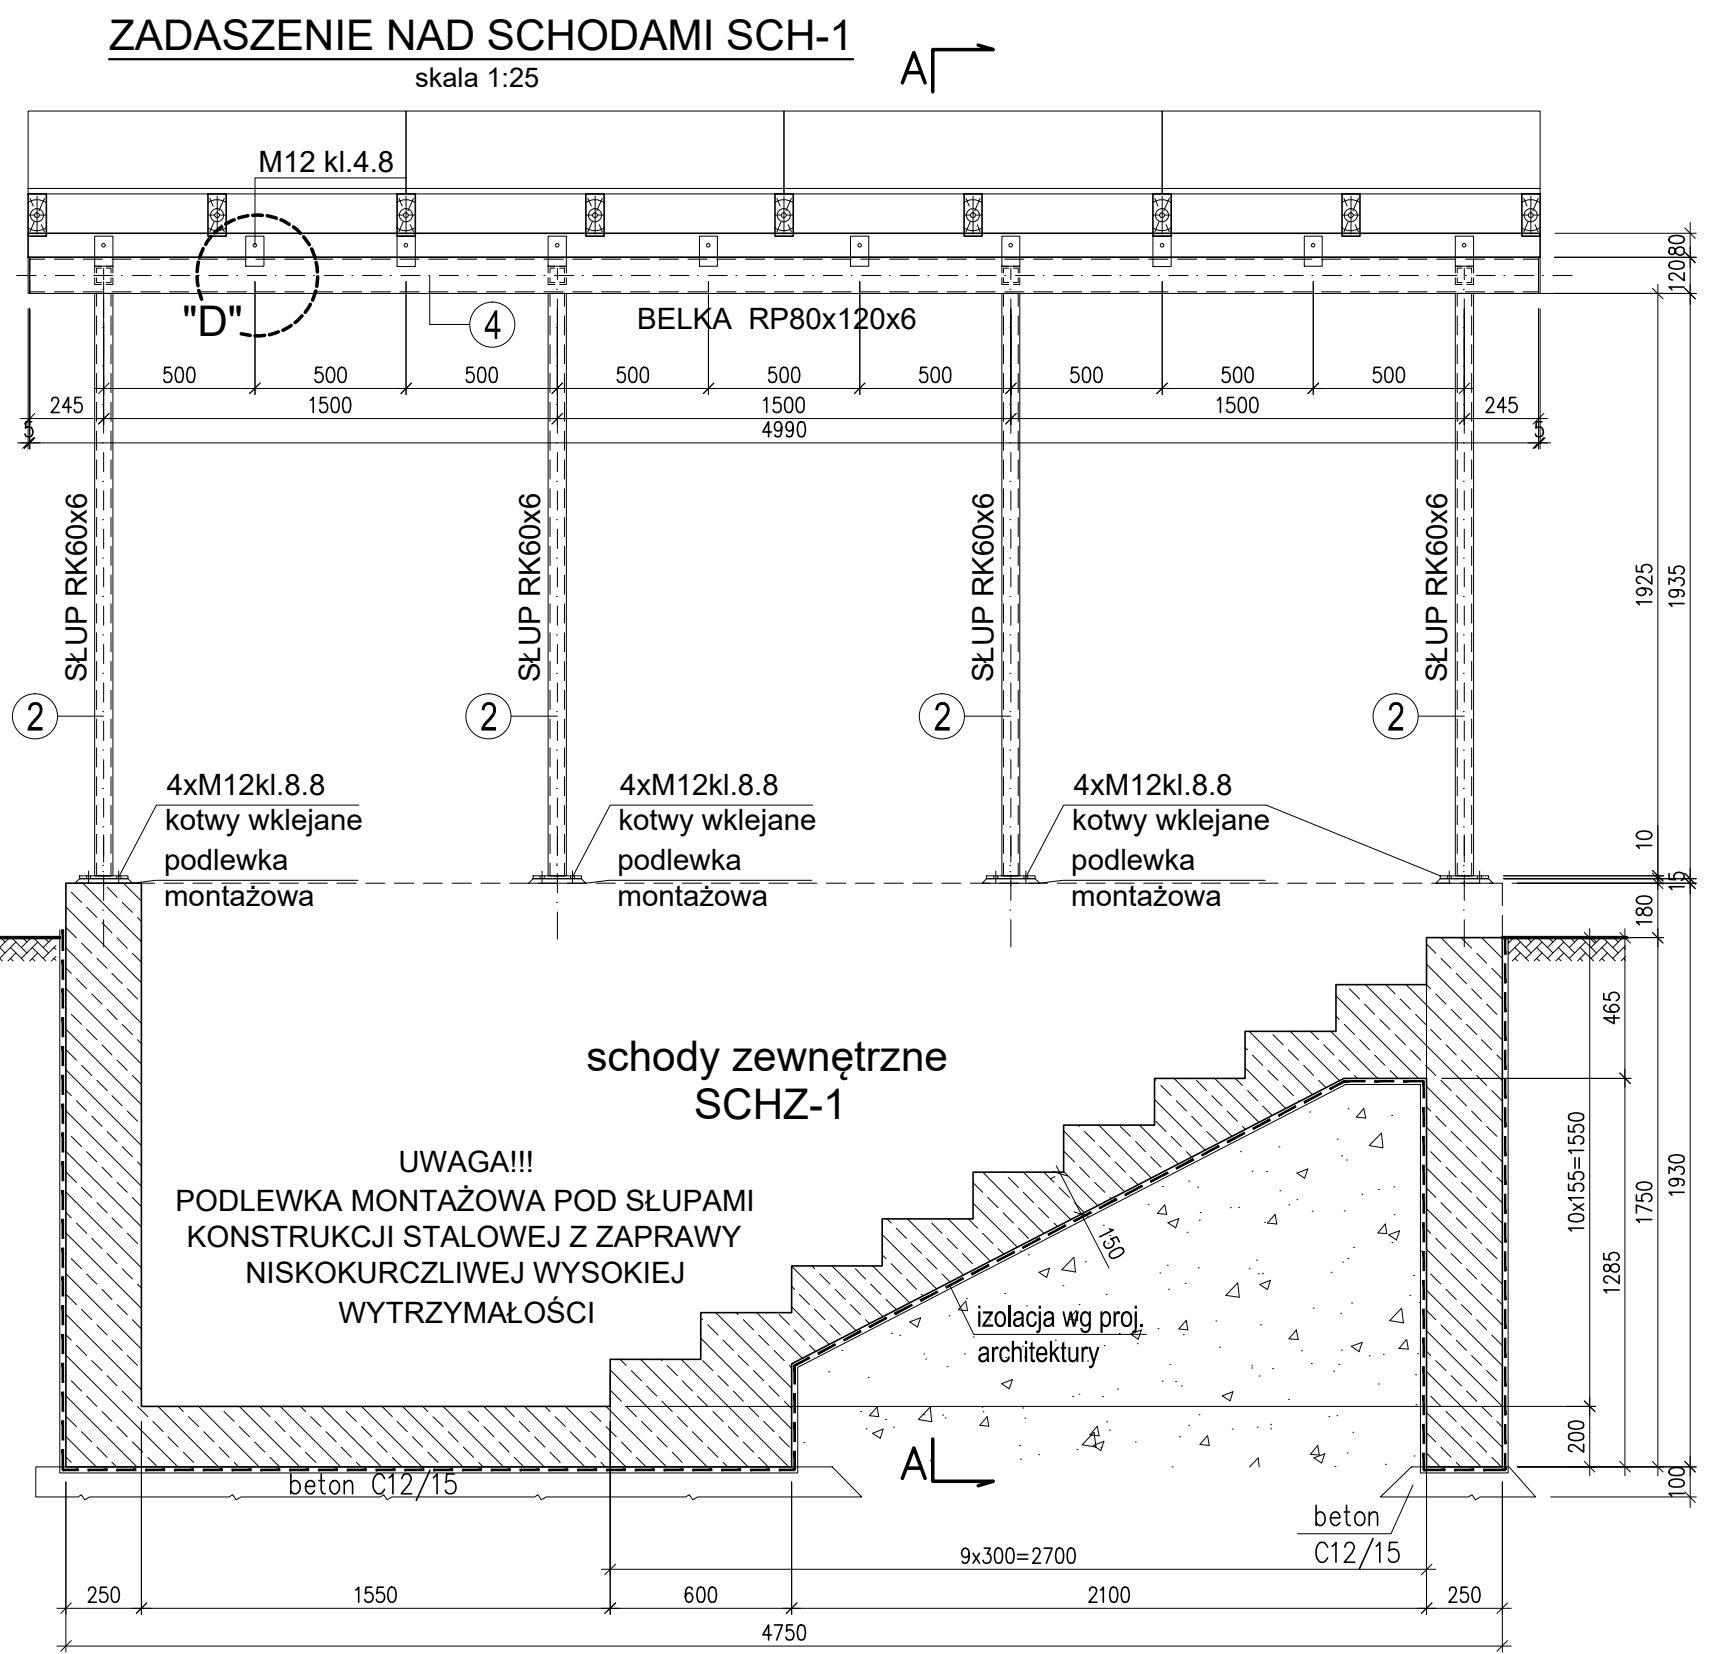 ZADASZENIE NAD SCHODAMI SCH-1
skala 1:25
A
M12 kl.4.8
"D"
4
BELKA RP80x120x6
80
120
500 500 500 500 500 500 500 500 500
245 1500 1500 1500 245
5 4990 5
SŁUP RK60x6
SŁUP RK60x6
SŁUP RK60x6
SŁUP RK60x6
1925
1935
2
2
2
2
4xM12kl.8.8
kotwy wklejane
podlewka
montażowa
4xM12kl.8.8
kotwy wklejane
podlewka
montażowa
4xM12kl.8.8
kotwy wklejane
podlewka
montażowa
10
15
180
465
schody zewnętrzne
SCHZ-1
UWAGA!!!
PODLEWKA MONTAŻOWA POD SŁUPAMI
KONSTRUKCJI STALOWEJ Z ZAPRAWY
NISKOKURCZLIWEJ WYSOKIEJ
WYTRZYMAŁOŚCI
150
izolacja wg proj.
architektury
10x155=1550
1285
1750
1930
200
100
A
beton C12/15
beton
C12/15
9x300=2700
250 1550 600 2100 250
4750